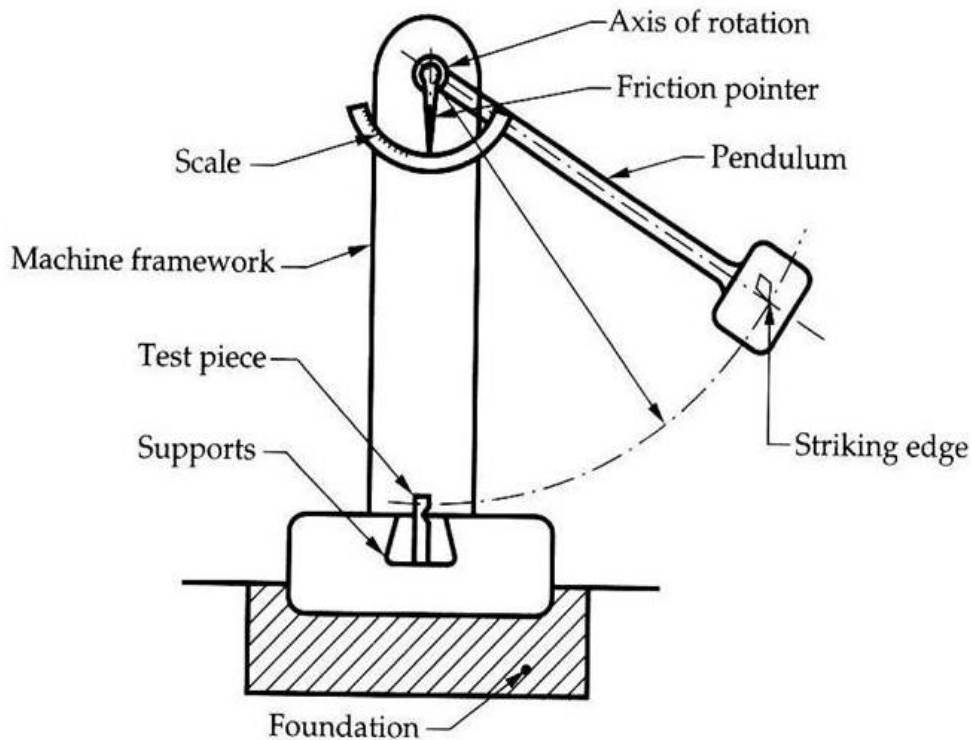 Axis of rotation
Friction pointer
Scale
Pendulum
Machine framework
Test piece
Supports
Striking edge
Foundation